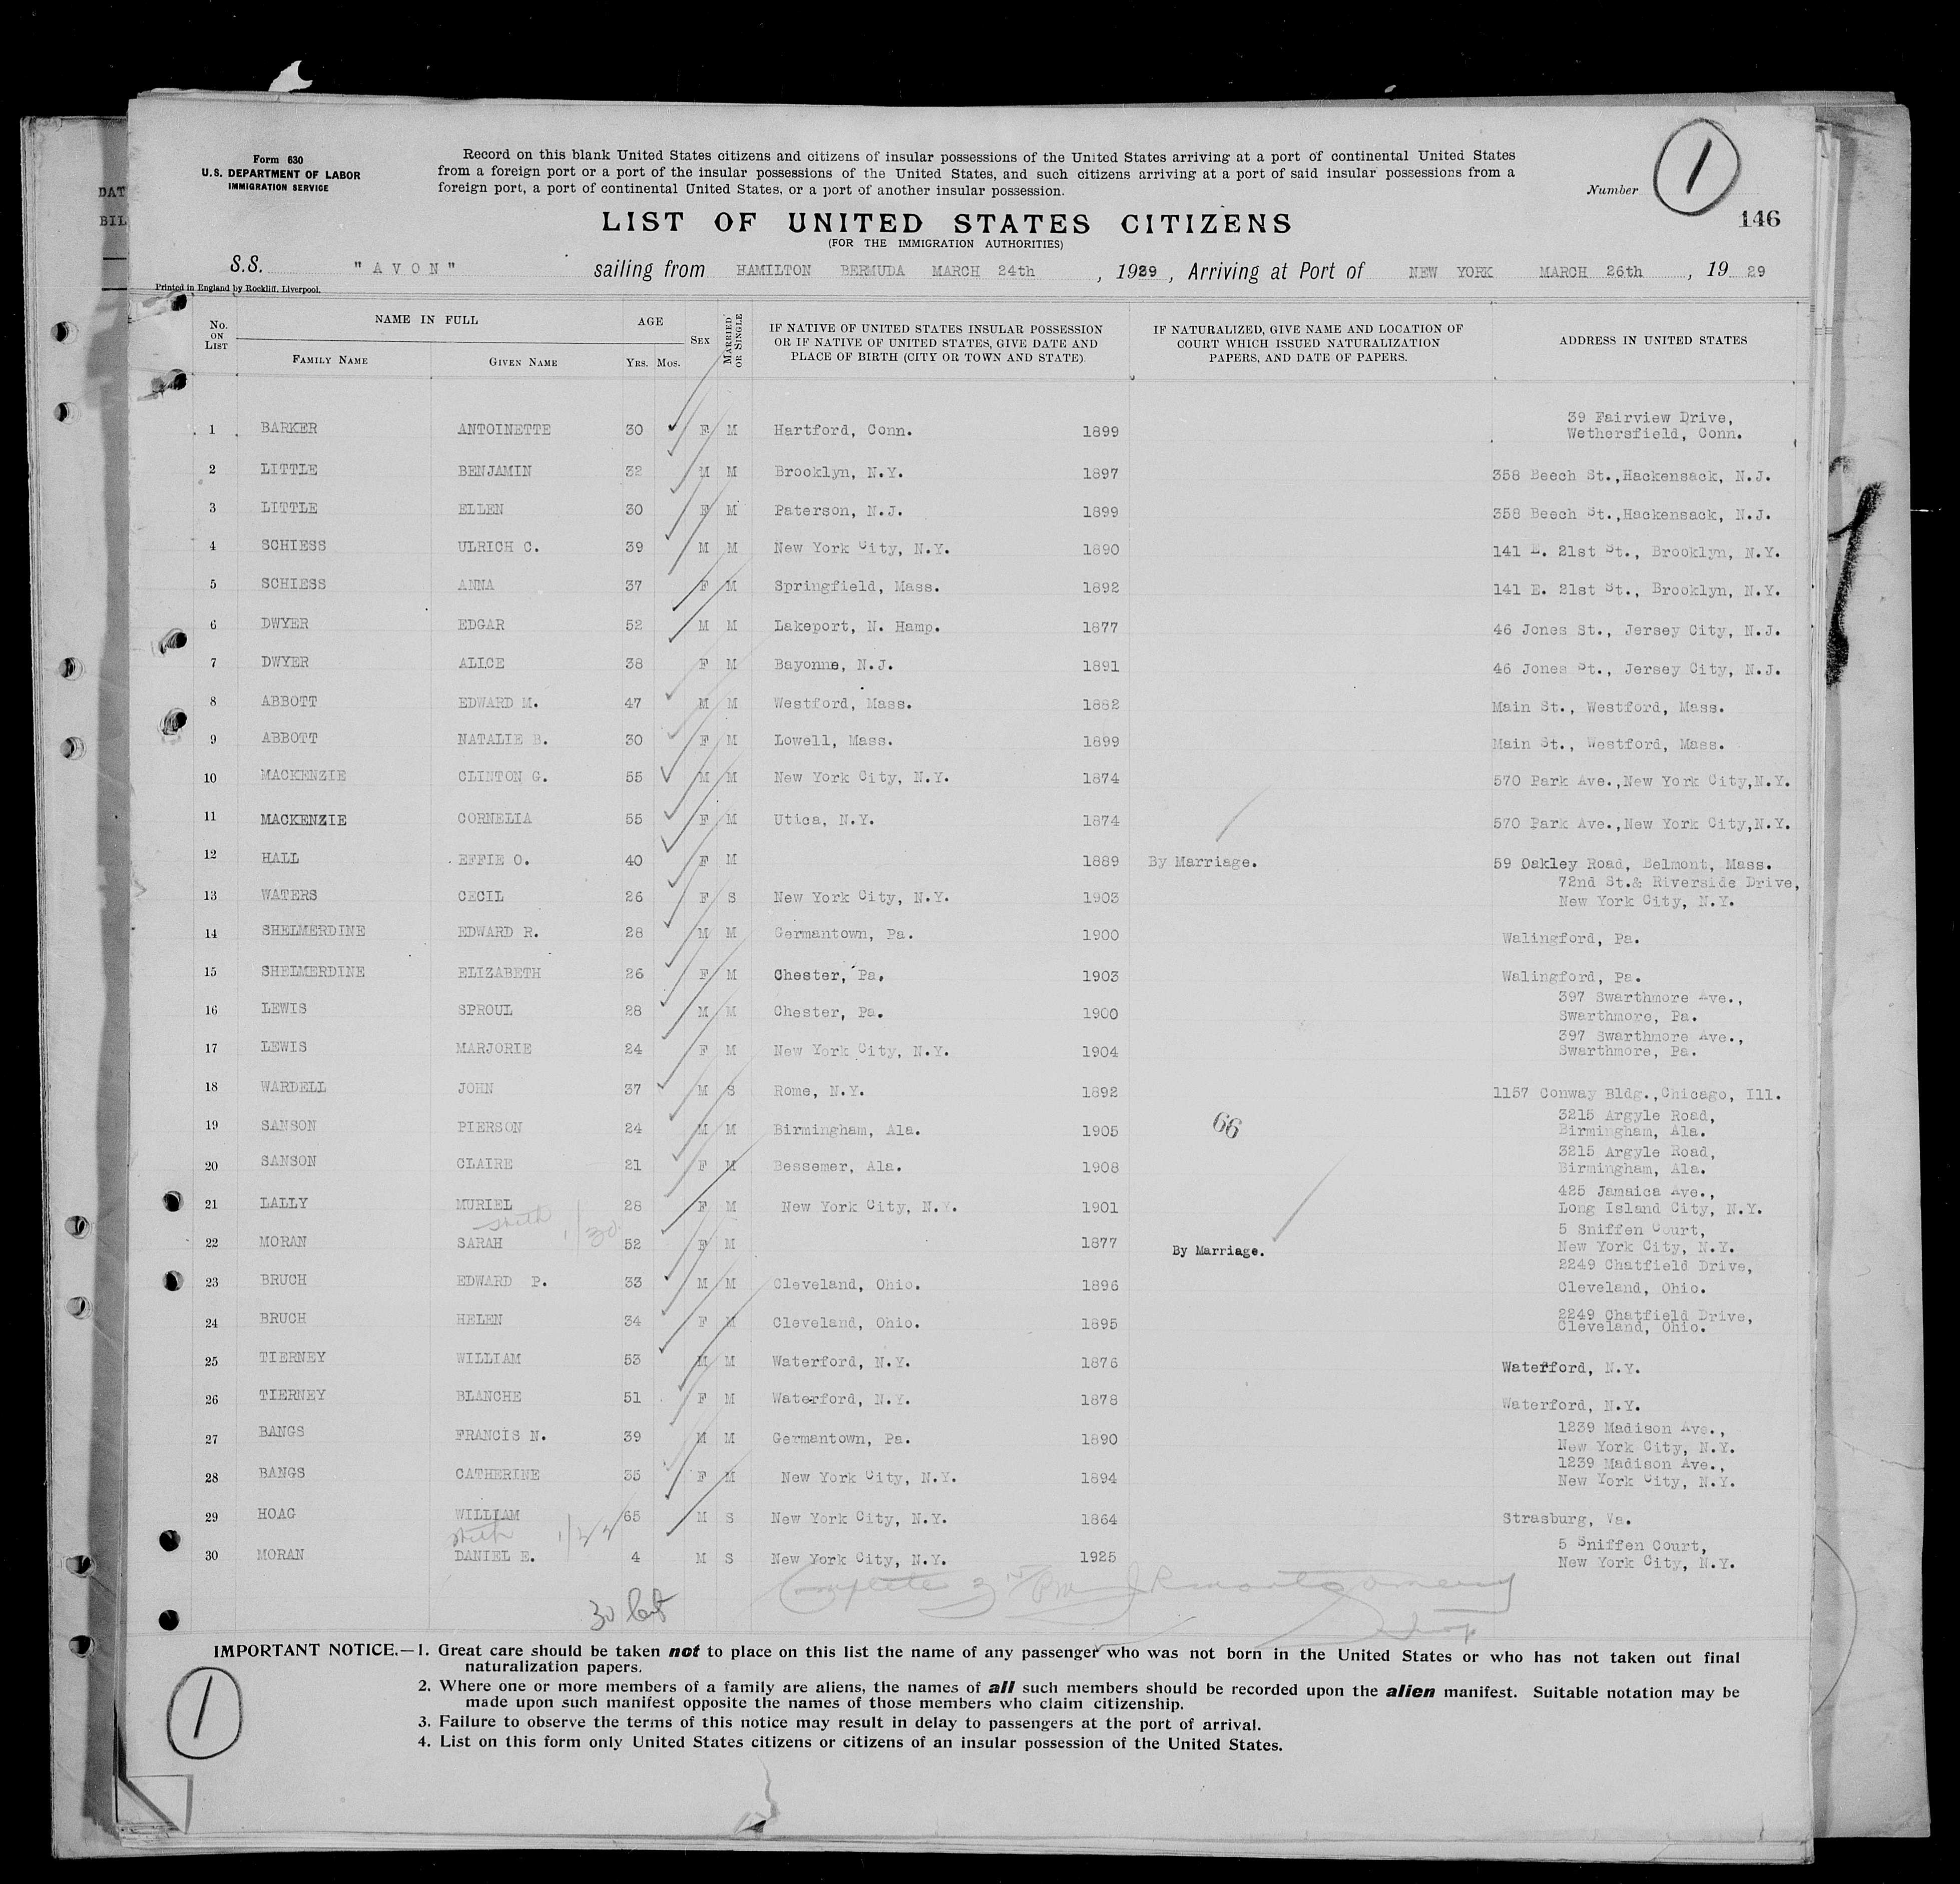 DAT
BIL
Form 630
U.S. DEPARTMENT OF LABOR
IMMIGRATION SERVICE
Record on this blank United States citizens and citizens of insular possessions of the United States arriving at a port of continental United States
from a foreign port or a port of the insular possessions of the United States, and such citizens arriving at a port of said insular possessions from a
foreign port, a port of continental United States, or a port of another insular possession.
Number 1
146
LIST OF UNITED STATES CITIZENS
(FOR THE IMMIGRATION AUTHORITIES)
S.S. "AVON" sailing from HAMILTON BERMUDA MARCH 24th, 1929, Arriving at Port of NEW YORK MARCH 26th, 19 29
Printed in England by Rockliff, Liverpool.
No. ON LIST NAME IN FULL FAMILY NAME GIVEN NAME AGE YRS. MOS. SEX MARRIED OR SINGLE IF NATIVE OF UNITED STATES INSULAR POSSESSION OR IF NATIVE OF UNITED STATES, GIVE DATE AND PLACE OF BIRTH (CITY OR TOWN AND STATE). IF NATURALIZED, GIVE NAME AND LOCATION OF COURT WHICH ISSUED NATURALIZATION PAPERS, AND DATE OF PAPERS. ADDRESS IN UNITED STATES
1 BARKER ANTOINETTE 30 F M Hartford, Conn. 1899 39 Fairview Drive, Wethersfield, Conn.
2 LITTLE BENJAMIN 32 M M Brooklyn, N.Y. 1897 358 Beech St.,Hackensack, N.J.
3 LITTLE ELLEN 30 F M Paterson, N.J. 1899 358 Beech St.,Hackensack, N.J.
4 SCHIESS ULRICH C. 39 M M New York City, N.Y. 1890 141 E. 21st St., Brooklyn, N.Y.
5 SCHIESS ANNA 37 F M Springfield, Mass. 1892 141 E. 21st St., Brooklyn, N.Y.
6 DWYER EDGAR 52 M M Lakeport, N. Hamp. 1877 46 Jones St., Jersey City, N.J.
7 DWYER ALICE 38 F M Bayonne, N.J. 1891 46 Jones St., Jersey City, N.J.
8 ABBOTT EDWARD M. 47 M M Westford, Mass. 1882 Main St., Westford, Mass.
9 ABBOTT NATALIE B. 30 F M Lowell, Mass. 1899 Main St., Westford, Mass.
10 MACKENZIE CLINTON G. 55 M M New York City, N.Y. 1874 570 Park Ave.,New York City,N.Y.
11 MACKENZIE CORNELIA 55 F M Utica, N.Y. 1874 570 Park Ave.,New York City,N.Y.
12 HALL EFFIE O. 40 F M 1889 By Marriage. 59 Oakley Road, Belmont, Mass.
13 WATERS CECIL 26 F S New York City, N.Y. 1903 72nd St.& Riverside Drive, New York City, N.Y.
14 SHELMERDINE EDWARD R. 28 M M Germantown, Pa. 1900 Walingford, Pa.
15 SHELMERDINE ELIZABETH 26 F M Chester, Pa. 1903 Walingford, Pa.
16 LEWIS SPROUL 28 M M Chester, Pa. 1900 397 Swarthmore Ave., Swarthmore, Pa.
17 LEWIS MARJORIE 24 F M New York City, N.Y. 1904 397 Swarthmore Ave., Swarthmore, Pa.
18 WARDELL JOHN 37 M S Rome, N.Y. 1892 1157 Conway Bldg.,Chicago, Ill.
19 SANSON PIERSON 24 M M Birmingham, Ala. 1905 66 3215 Argyle Road, Birmingham, Ala.
20 SANSON CLAIRE 21 F M Bessemer, Ala. 1908 3215 Argyle Road, Birmingham, Ala.
21 LALLY MURIEL 28 F M New York City, N.Y. 1901 425 Jamaica Ave., Long Island City, N.Y.
1/30
22 MORAN SARAH 52 F M 1877 By Marriage. 5 Sniffen Court, New York City, N.Y.
23 BRUCH EDWARD P. 33 M M Cleveland, Ohio. 1896 2249 Chatfield Drive, Cleveland, Ohio.
24 BRUCH HELEN 34 F M Cleveland, Ohio. 1895 2249 Chatfield Drive, Cleveland, Ohio.
25 TIERNEY WILLIAM 53 M M Waterford, N.Y. 1876 Waterford, N.Y.
26 TIERNEY BLANCHE 51 F M Waterford, N.Y. 1878 Waterford, N.Y.
27 BANGS FRANCIS N. 39 M M Germantown, Pa. 1890 1239 Madison Ave., New York City, N.Y.
28 BANGS CATHERINE 35 F M New York City, N.Y. 1894 1239 Madison Ave., New York City, N.Y.
29 HOAG WILLIAM 65 M S New York City, N.Y. 1864 Strasburg, Va.
30 MORAN DANIEL E. 4 M S New York City, N.Y. 1925 5 Sniffen Court, New York City, N.Y.
Complete JR Montgomery
30
IMPORTANT NOTICE.—1. Great care should be taken not to place on this list the name of any passenger who was not born in the United States or who has not taken out final
naturalization papers.
2. Where one or more members of a family are aliens, the names of all such members should be recorded upon the alien manifest. Suitable notation may be
made upon such manifest opposite the names of those members who claim citizenship.
3. Failure to observe the terms of this notice may result in delay to passengers at the port of arrival.
4. List on this form only United States citizens or citizens of an insular possession of the United States.
1